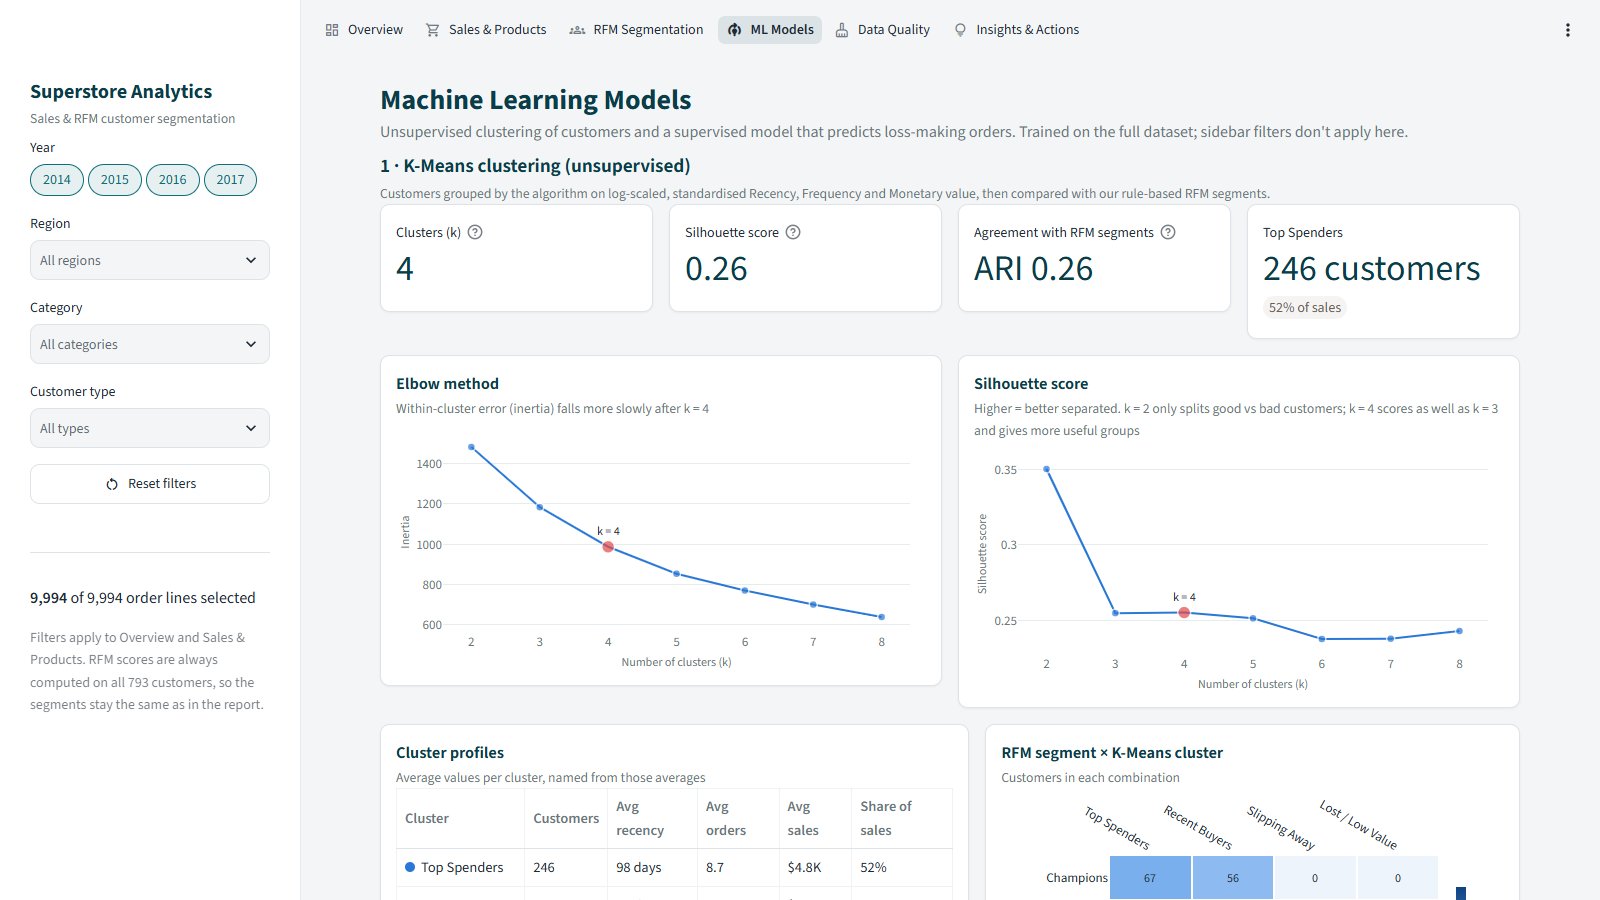 Overview
Sales & Products
RFM Segmentation
ML Models
Data Quality
Insights & Actions
Superstore Analytics
Sales & RFM customer segmentation
Year
2014
2015
2016
2017
Region
All regions
Category
All categories
Customer type
All types
Reset filters
9,994 of 9,994 order lines selected
Filters apply to Overview and Sales &
Products. RFM scores are always
computed on all 793 customers, so the
segments stay the same as in the report.
Machine Learning Models
Unsupervised clustering of customers and a supervised model that predicts loss-making orders. Trained on the full dataset; sidebar filters don't apply here.
1 · K-Means clustering (unsupervised)
Customers grouped by the algorithm on log-scaled, standardised Recency, Frequency and Monetary value, then compared with our rule-based RFM segments.
Clusters (k)
4
Silhouette score
0.26
Agreement with RFM segments
ARI 0.26
Top Spenders
246 customers
52% of sales
Elbow method
Within-cluster error (inertia) falls more slowly after k = 4
1400
1200
1000
800
600
Inertia
k = 4
2 3 4 5 6 7 8
Number of clusters (k)
Silhouette score
Higher = better separated. k = 2 only splits good vs bad customers; k = 4 scores as well as k = 3
and gives more useful groups
0.35
0.3
0.25
Silhouette score
k = 4
2 3 4 5 6 7 8
Number of clusters (k)
Cluster profiles
Average values per cluster, named from those averages
Cluster
Customers
Avg
recency
Avg
orders
Avg
sales
Share of
sales
Top Spenders 246 98 days 8.7 $4.8K 52%
RFM segment × K-Means cluster
Customers in each combination
Top Spenders
Recent Buyers
Slipping Away
Lost / Low Value
Champions 67 56 0 0